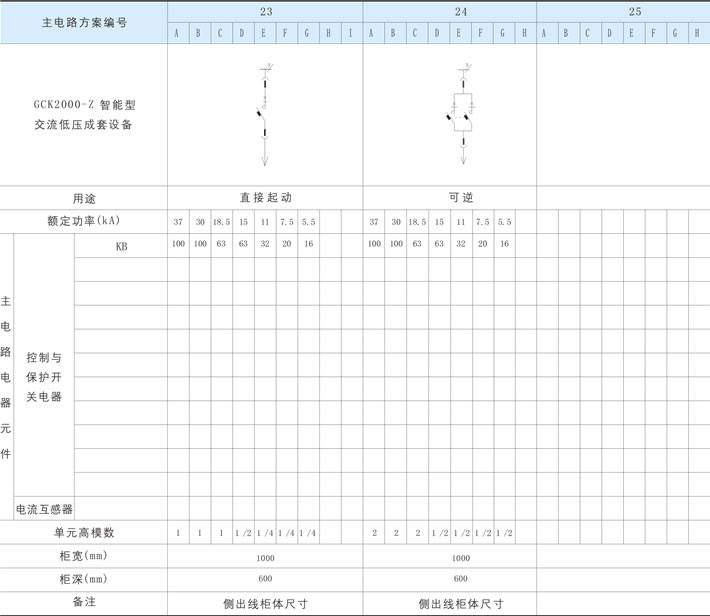 主电路方案编号 23 24 25
A B C D E F G H I A B C D E F G H A B C D E F G H
GCK2000-Z 智能型
交流低压成套设备
用途 直接起动 可逆
额定功率(kA) 37 30 18.5 15 11 7.5 5.5 37 30 18.5 15 11 7.5 5.5
主电路电器元件
控制与
保护开
关电器
KB 100 100 63 63 32 20 16 100 100 63 63 32 20 16
电流互感器
单元高模数 1 1 1 1/2 1/4 1/4 1/4 2 2 2 1/2 1/2 1/2 1/2
柜宽(mm) 1000 1000
柜深(mm) 600 600
备注 侧出线柜体尺寸 侧出线柜体尺寸